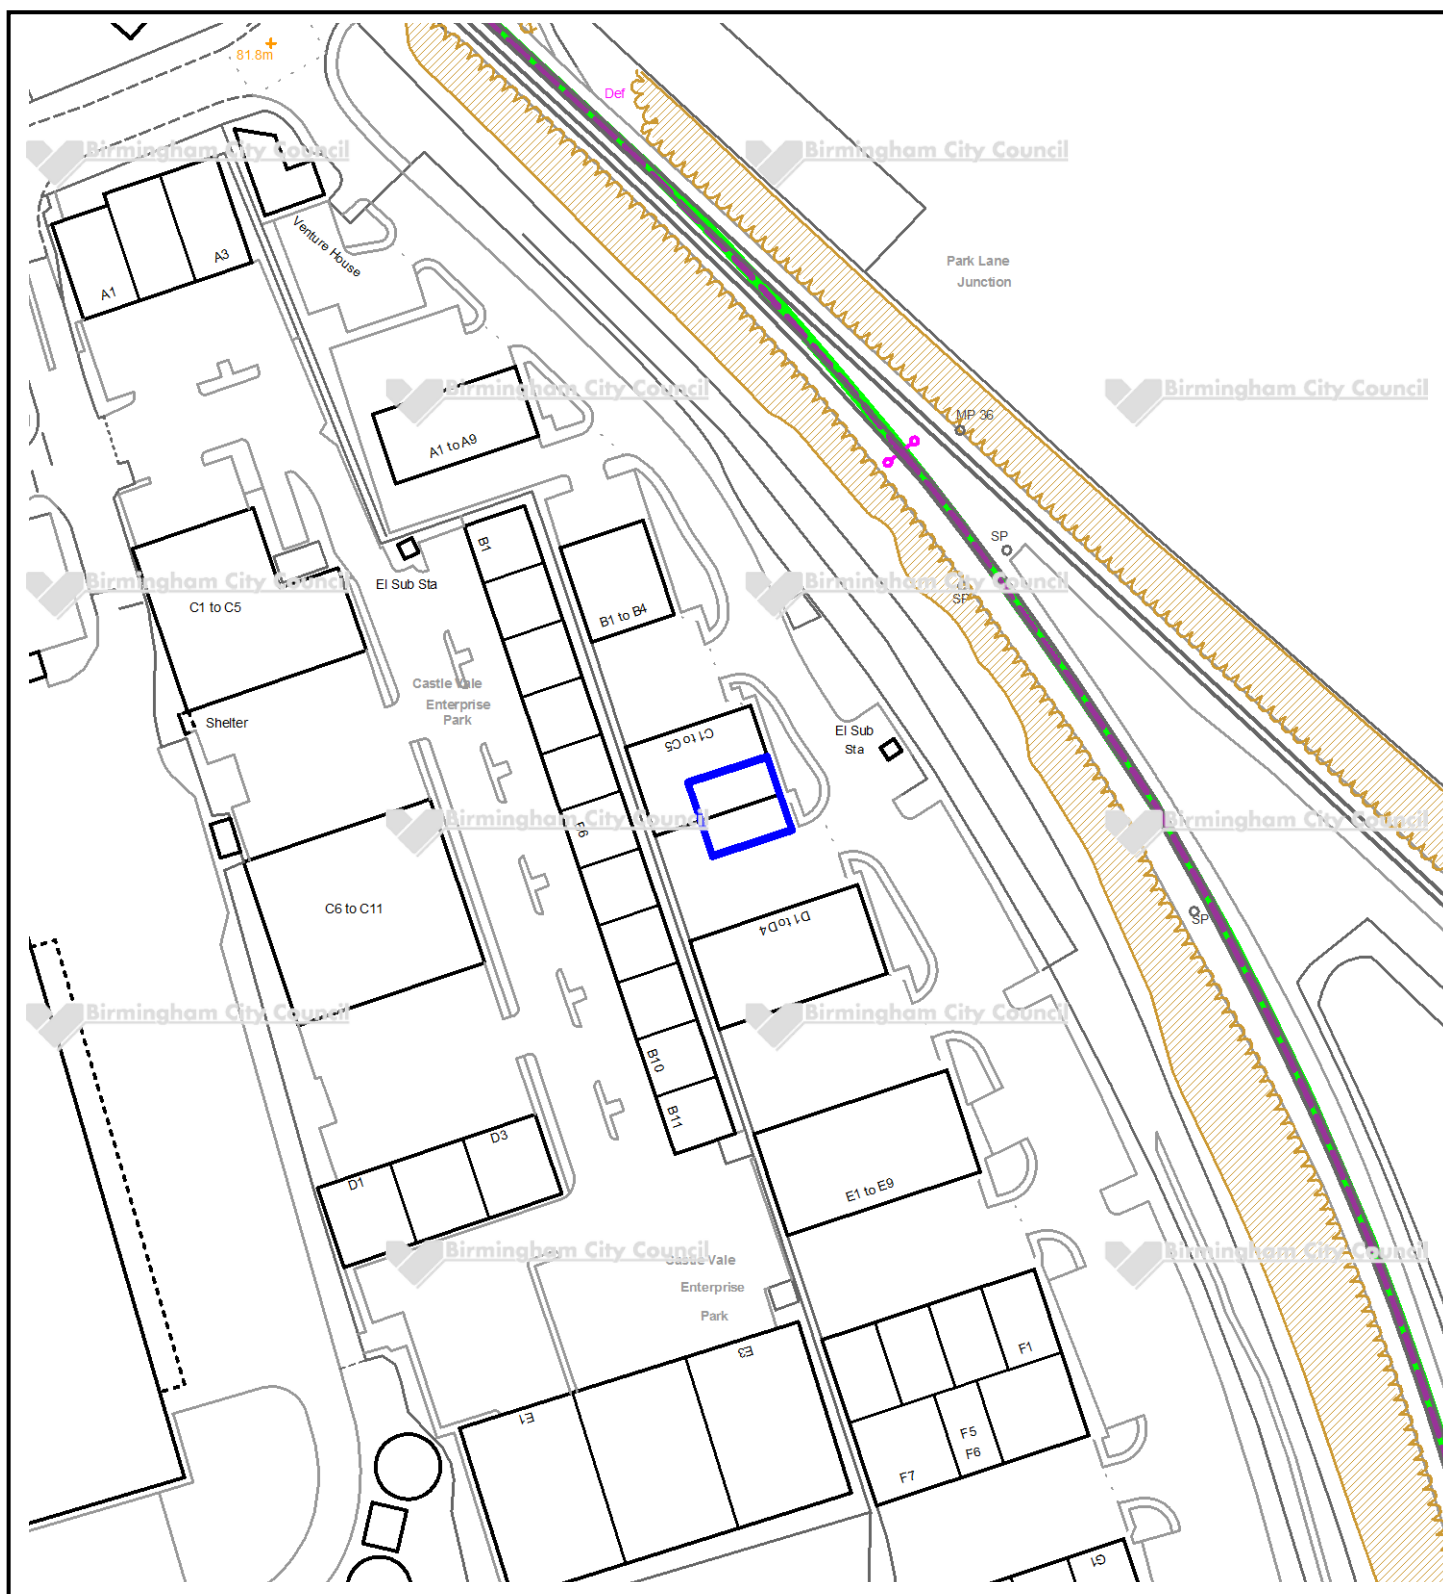 81.8m
Def
Birmingham City Council
Birmingham City Council
A3
Venture House
A1
Park Lane
Junction
Birmingham City Council
Birmingham City Council
MP 36
A1 to A9
SP
B1
El Sub Sta
Birmingham City Council
Birmingham City Council
SP
C1 to C5
B1 to B4
Castle Vale
Enterprise
Park
Shelter
C1 to C5
El Sub
Sta
Birmingham City Council
Birmingham City Council
F6
C6 to C11
D1 to D4
SP
Birmingham City Council
Birmingham City Council
B10
B11
D3
D1
E1 to E9
Birmingham City Council
Birmingham City Council
Castle Vale
Enterprise
Park
E3
F1
E1
F5
F6
F7
G1